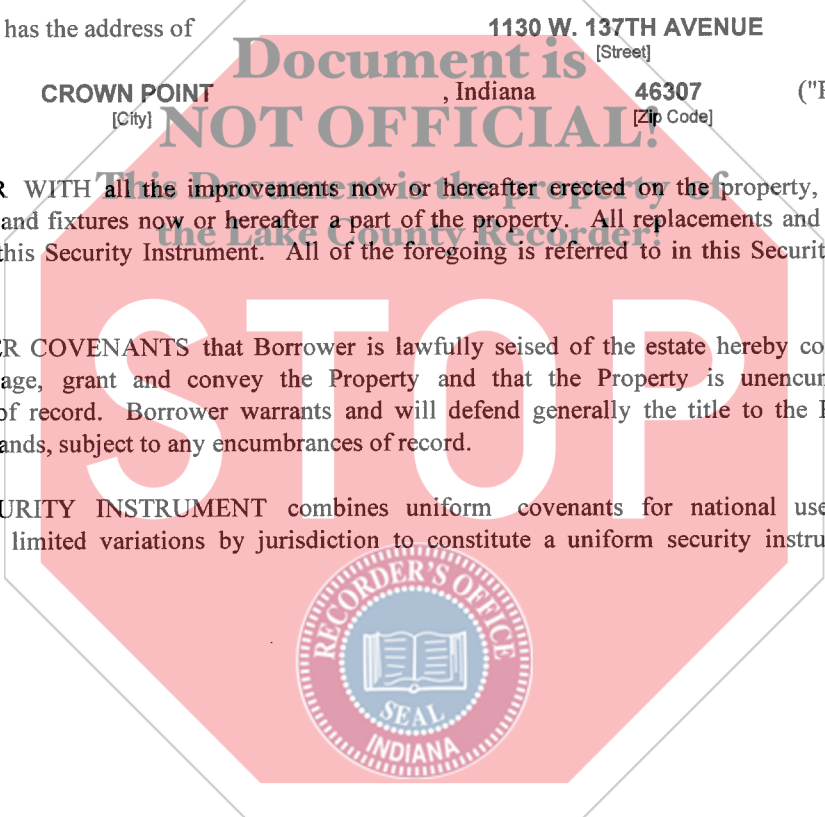 has the address of 1130 W. 137TH AVENUE
[Street]
CROWN POINT , Indiana 46307 ("P
[City] [Zip Code]
Document is
NOT OFFICIAL!
This Document is the property of
the Lake County Recorder!
R WITH all the improvements now or hereafter erected on the property,
and fixtures now or hereafter a part of the property. All replacements and
this Security Instrument. All of the foregoing is referred to in this Securit
ER COVENANTS that Borrower is lawfully seised of the estate hereby co
age, grant and convey the Property and that the Property is unencum
of record. Borrower warrants and will defend generally the title to the P
ands, subject to any encumbrances of record.
STOP
URITY INSTRUMENT combines uniform covenants for national use
limited variations by jurisdiction to constitute a uniform security instru
RECORDER'S OFFICE
SEAL
INDIANA